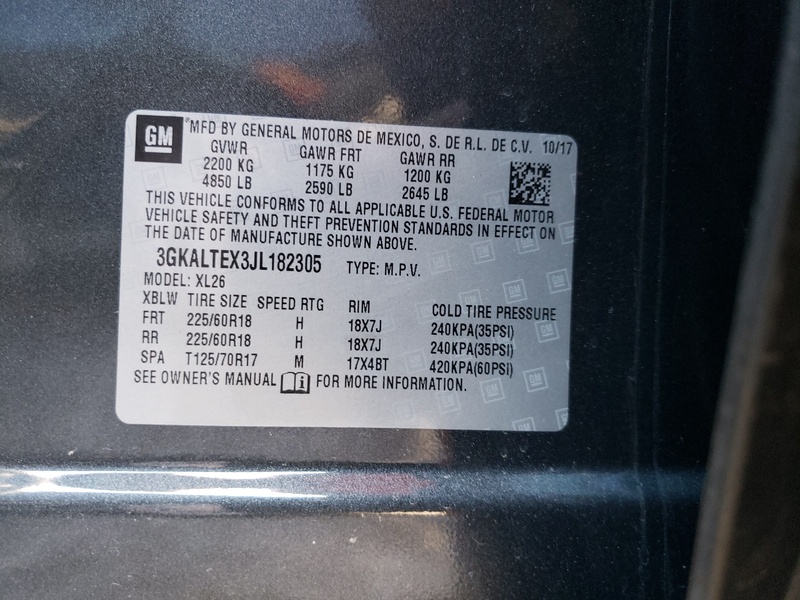 GM
MFD BY GENERAL MOTORS DE MEXICO, S. DE R.L. DE C.V. 10/17
GVWR GAWR FRT GAWR RR
2200 KG 1175 KG 1200 KG
4850 LB 2590 LB 2645 LB
THIS VEHICLE CONFORMS TO ALL APPLICABLE U.S. FEDERAL MOTOR
VEHICLE SAFETY AND THEFT PREVENTION STANDARDS IN EFFECT ON
THE DATE OF MANUFACTURE SHOWN ABOVE.
3GKALTEX3JL182305 TYPE: M.P.V.
MODEL: XL26
XBLW TIRE SIZE SPEED RTG RIM COLD TIRE PRESSURE
FRT 225/60R18 H 18X7J 240KPA(35PSI)
RR 225/60R18 H 18X7J 240KPA(35PSI)
SPA T125/70R17 M 17X4BT 420KPA(60PSI)
SEE OWNER'S MANUAL i FOR MORE INFORMATION.